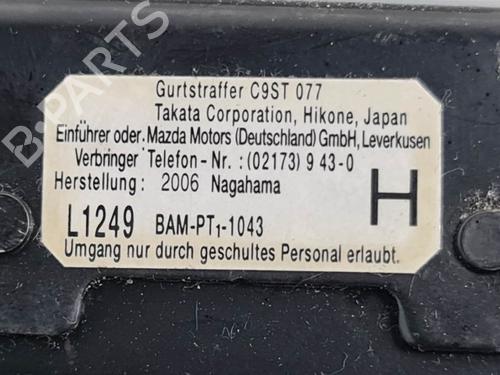 B-PARTS
Gurtstraffer C9ST 077
Takata Corporation, Hikone, Japan
Einführer oder Mazda Motors (Deutschland) GmbH, Leverkusen
Verbringer Telefon-Nr. : (02173) 9 43-0
Herstellung : 2006 Nagahama
H
L1249 BAM-PT1-1043
Umgang nur durch geschultes Personal erlaubt.